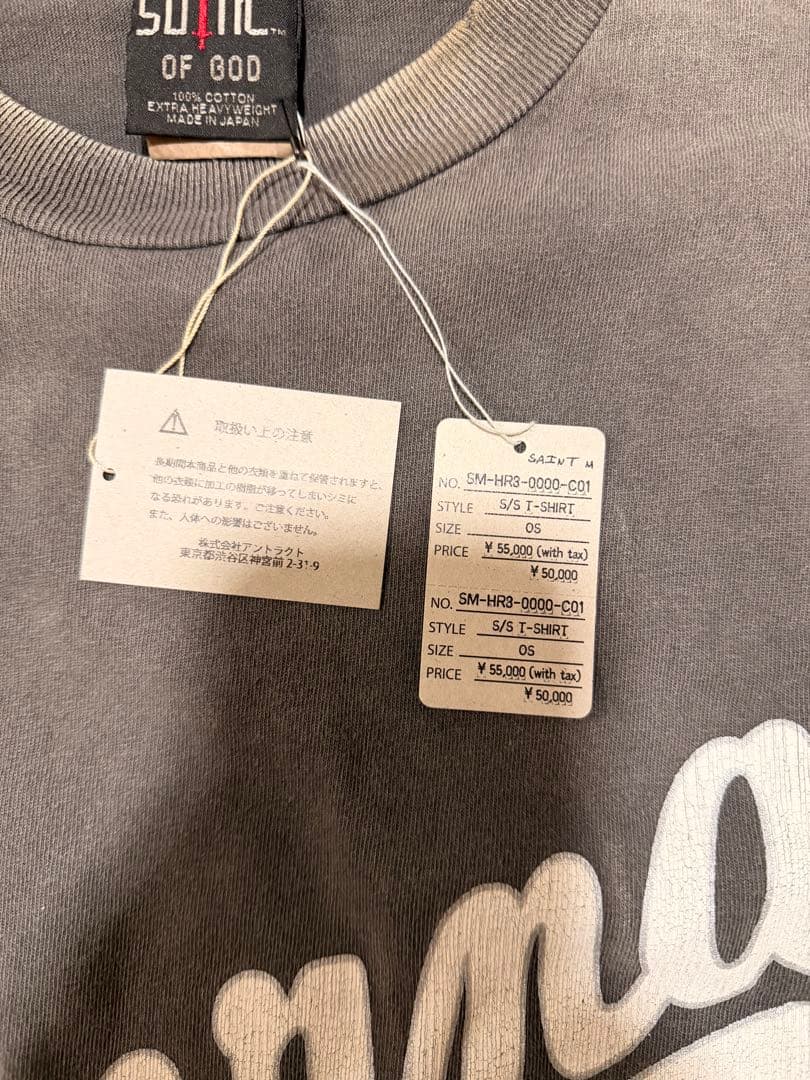 OF GOD
100% COTTON
EXTRA HEAVYWEIGHT
MADE IN JAPAN
取扱い上の注意
長期間本商品と他の衣類を重ねて保管されますと、
他の衣類に加工の樹脂が移ってしまいシミに
なる恐れがあります。ご注意ください。
また、人体への影響はございません。
株式会社アントラクト
東京都渋谷区神宮前 2-31-9
SAINT M
NO. SM-HR3-0000-C01
STYLE S/S T-SHIRT
SIZE OS
PRICE ¥ 55,000 (with tax)
¥ 50,000
NO. SM-HR3-0000-C01
STYLE S/S T-SHIRT
SIZE OS
PRICE ¥ 55,000 (with tax)
¥ 50,000